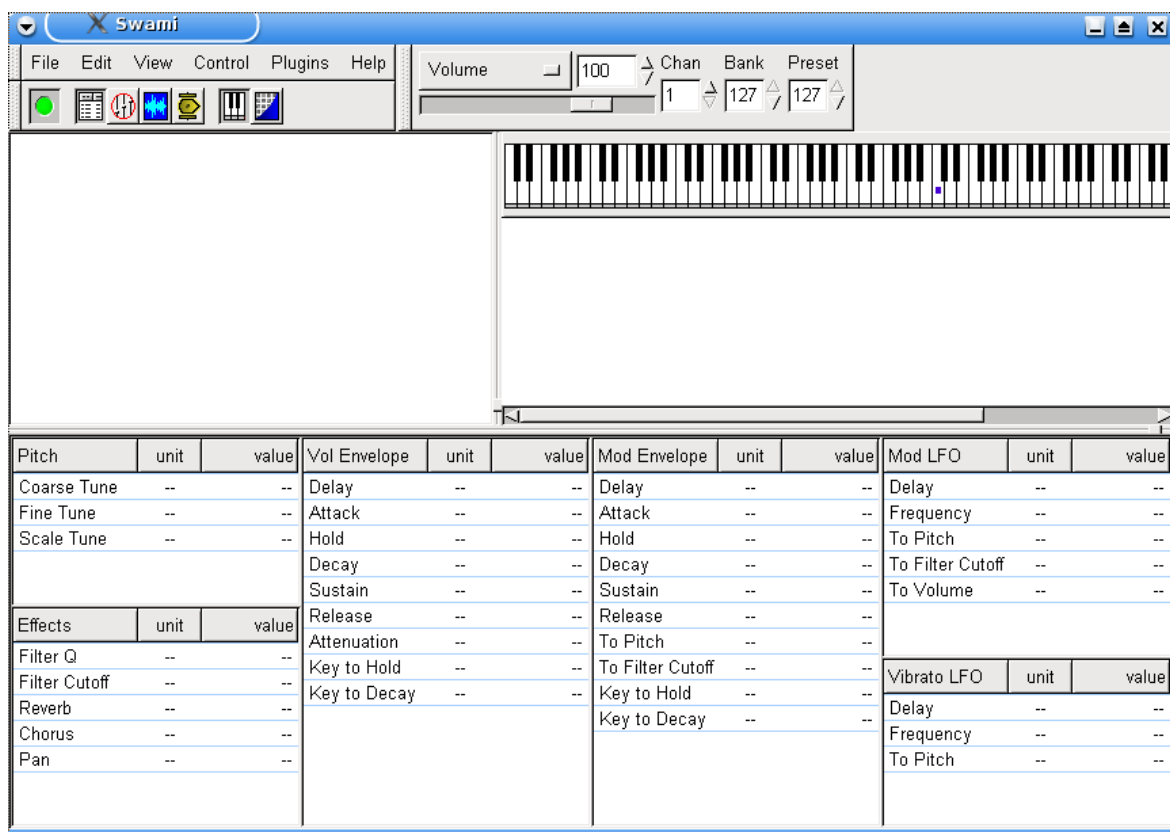 Swami
File Edit View Control Plugins Help
Volume 100 Chan Bank Preset
1 127 127
Pitch unit value
Coarse Tune -- --
Fine Tune -- --
Scale Tune -- --
Effects unit value
Filter Q -- --
Filter Cutoff -- --
Reverb -- --
Chorus -- --
Pan -- --
Vol Envelope unit value
Delay -- --
Attack -- --
Hold -- --
Decay -- --
Sustain -- --
Release -- --
Attenuation -- --
Key to Hold -- --
Key to Decay -- --
Mod Envelope unit value
Delay -- --
Attack -- --
Hold -- --
Decay -- --
Sustain -- --
Release -- --
To Pitch -- --
To Filter Cutoff -- --
Key to Hold -- --
Key to Decay -- --
Mod LFO unit value
Delay -- --
Frequency -- --
To Pitch -- --
To Filter Cutoff -- --
To Volume -- --
Vibrato LFO unit value
Delay -- --
Frequency -- --
To Pitch -- --